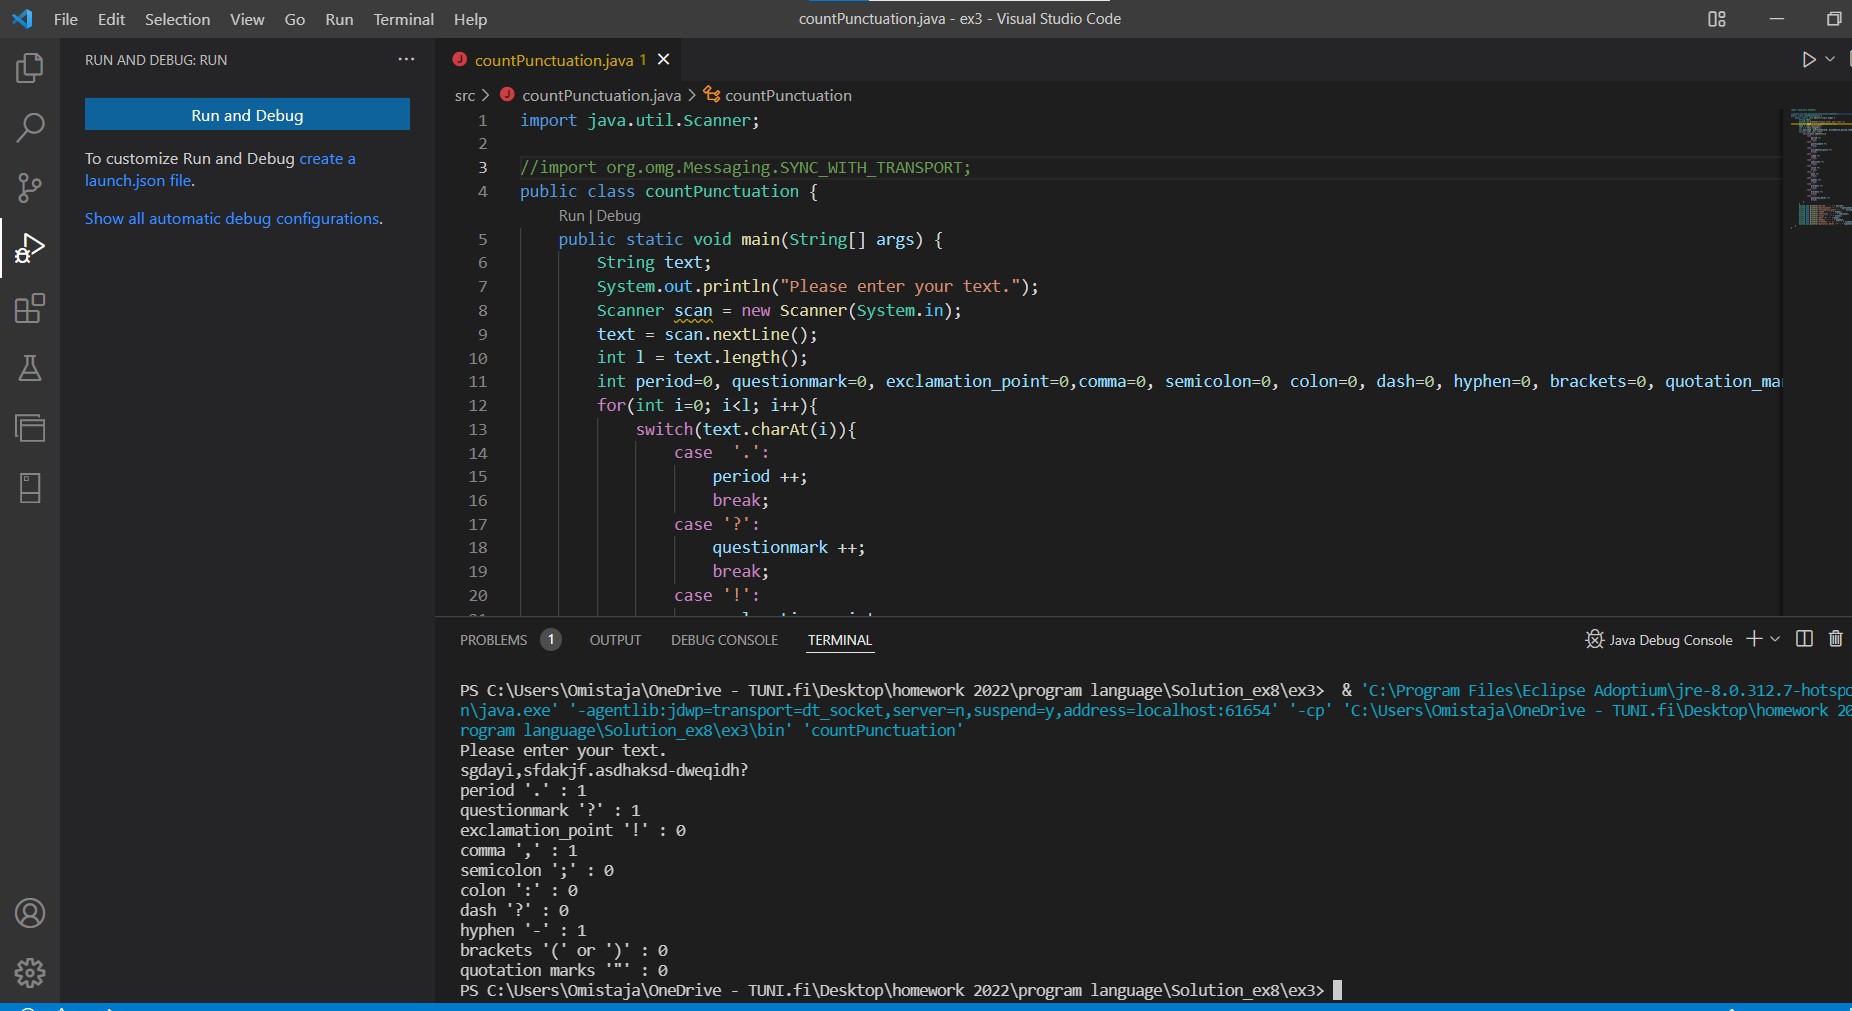 File Edit Selection View Go Run Terminal Help
countPunctuation.java - ex3 - Visual Studio Code
RUN AND DEBUG: RUN
Run and Debug
To customize Run and Debug create a
launch.json file.
Show all automatic debug configurations.
countPunctuation.java 1
src > countPunctuation.java > countPunctuation
1 import java.util.Scanner;
2
3 //import org.omg.Messaging.SYNC_WITH_TRANSPORT;
4 public class countPunctuation {
Run | Debug
5 public static void main(String[] args) {
6 String text;
7 System.out.println("Please enter your text.");
8 Scanner scan = new Scanner(System.in);
9 text = scan.nextLine();
10 int l = text.length();
11 int period=0, questionmark=0, exclamation_point=0,comma=0, semicolon=0, colon=0, dash=0, hyphen=0, brackets=0, quotation_mar
12 for(int i=0; i<l; i++){
13 switch(text.charAt(i)){
14 case  '.':
15 period ++;
16 break;
17 case '?':
18 questionmark ++;
19 break;
20 case '!':
PROBLEMS 1 OUTPUT DEBUG CONSOLE TERMINAL
Java Debug Console
PS C:\Users\Omistaja\OneDrive - TUNI.fi\Desktop\homework 2022\program language\Solution_ex8\ex3>  & 'C:\Program Files\Eclipse Adoptium\jre-8.0.312.7-hotspo
n\java.exe' '-agentlib:jdwp=transport=dt_socket,server=n,suspend=y,address=localhost:61654' '-cp' 'C:\Users\Omistaja\OneDrive - TUNI.fi\Desktop\homework 20
rogram language\Solution_ex8\ex3\bin' 'countPunctuation'
Please enter your text.
sgdayi,sfdakjf.asdhaksd-dweqidh?
period '.' : 1
questionmark '?' : 1
exclamation_point '!' : 0
comma ',' : 1
semicolon ';' : 0
colon ':' : 0
dash '?' : 0
hyphen '-' : 1
brackets '(' or ')' : 0
quotation marks '"' : 0
PS C:\Users\Omistaja\OneDrive - TUNI.fi\Desktop\homework 2022\program language\Solution_ex8\ex3>